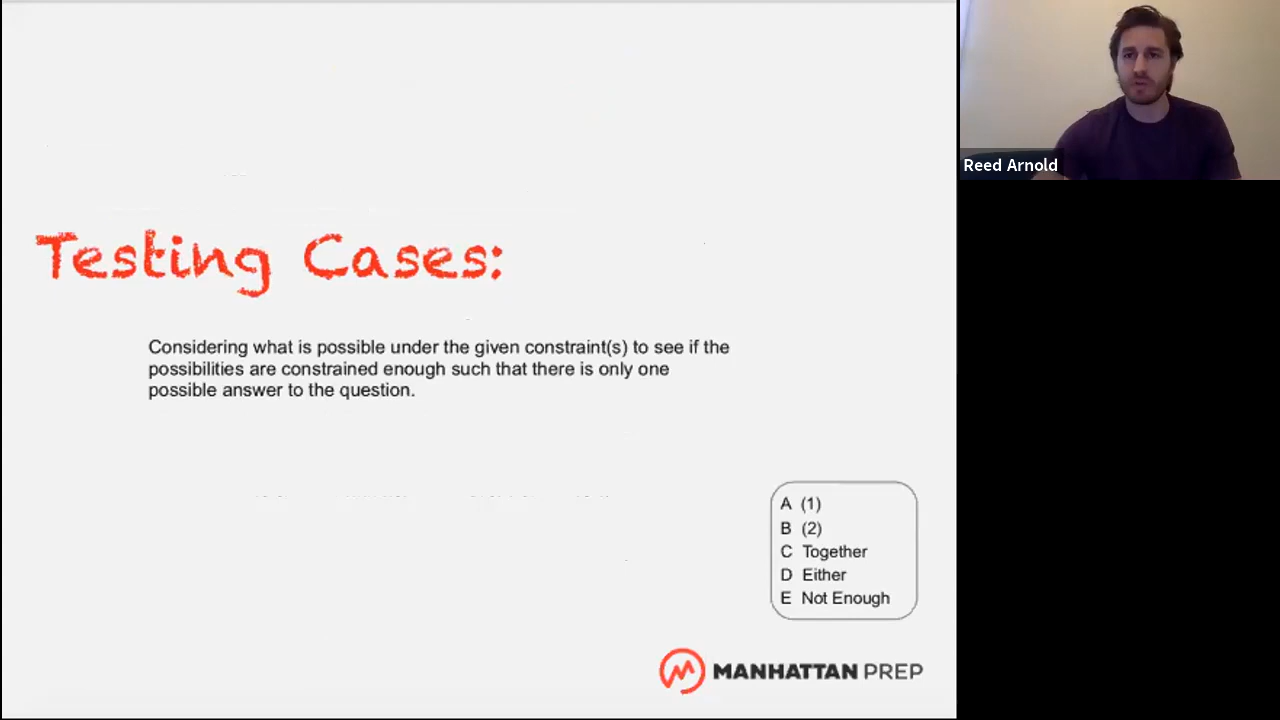 Reed Arnold
Testing Cases:
Considering what is possible under the given constraint(s) to see if the
possibilities are constrained enough such that there is only one
possible answer to the question.
A (1)
B (2)
C Together
D Either
E Not Enough
MANHATTAN PREP